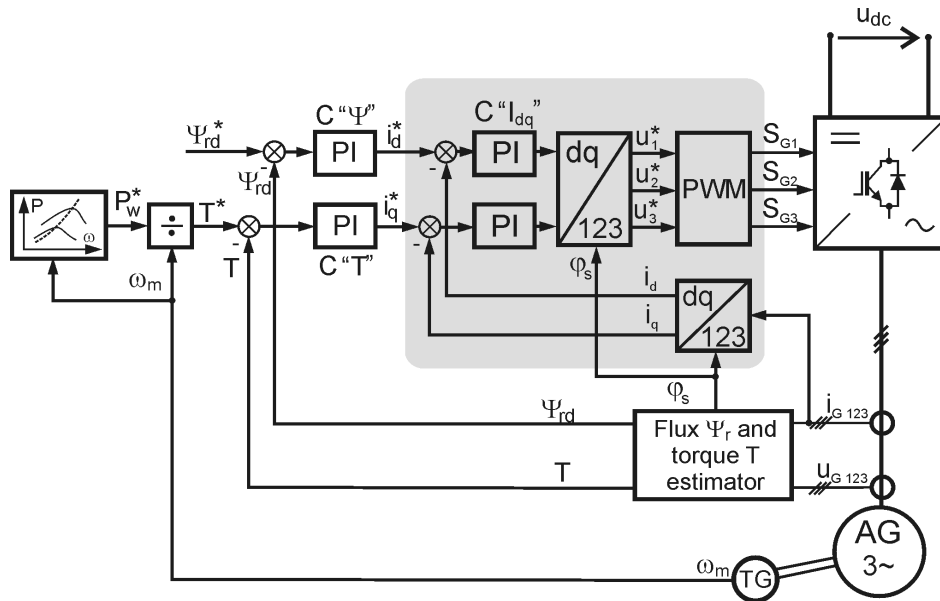 u_dc
C "Ψ"
C "I_dq"
Ψ_rd^*
PI
i_d^*
PI
dq
123
u_1^*
u_2^*
u_3^*
PWM
S_G1
S_G2
S_G3
-
Ψ_rd
-
P
ω
P_w^*
÷
T^*
-
T
PI
i_q^*
-
PI
C "T"
ω_m
φ_s
i_d
i_q
dq
123
φ_s
Ψ_rd
T
Flux Ψ_r and
torque T
estimator
i_G 123
u_G 123
AG
3~
ω_m
TG